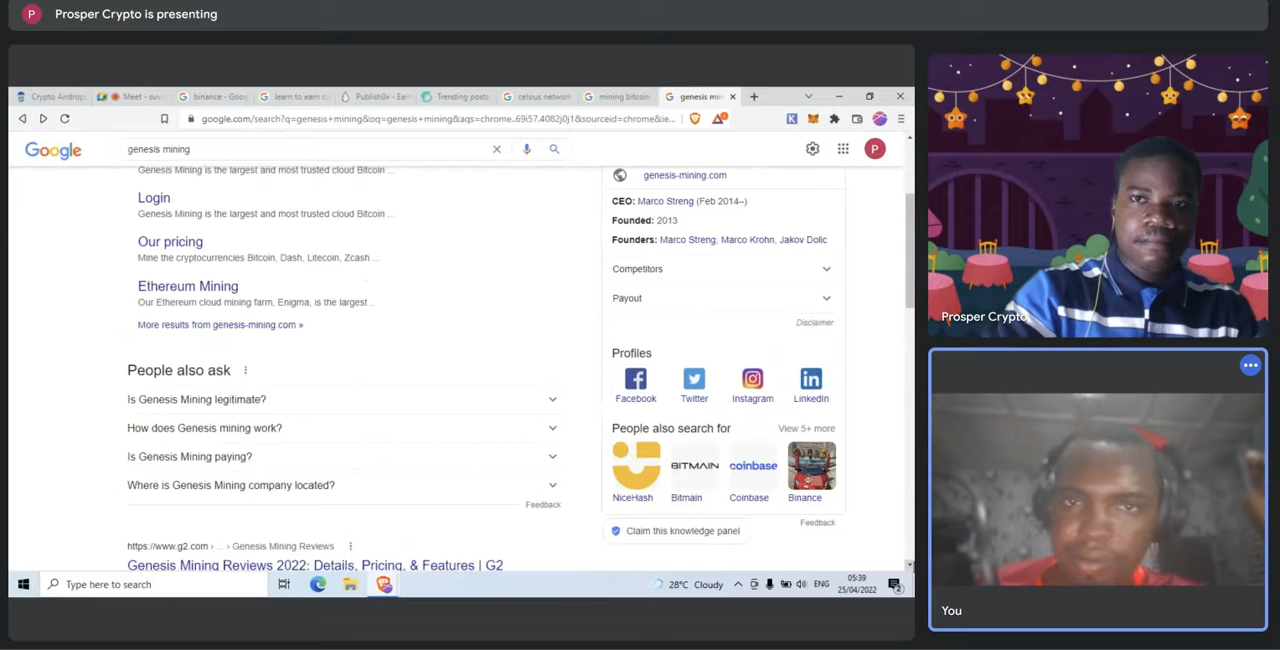 P Prosper Crypto is presenting
Crypto Airdrop
Meet - suv
binance - Goog
learn to earn c
Publish0x - Ear
Trending posts
celsius network
mining bitcoin
genesis min
google.com/search?q=genesis+mining&oq=genesis+mining&aqs=chrome..69i57.4082j0j1&sourceid=chrome&ie...
Google
genesis mining
P
Genesis Mining is the largest and most trusted cloud Bitcoin ...
Login
Genesis Mining is the largest and most trusted cloud Bitcoin ...
Our pricing
Mine the cryptocurrencies Bitcoin, Dash, Litecoin, Zcash ...
Ethereum Mining
Our Ethereum cloud mining farm, Enigma, is the largest ...
More results from genesis-mining.com »
People also ask
Is Genesis Mining legitimate?
How does Genesis mining work?
Is Genesis Mining paying?
Where is Genesis Mining company located?
Feedback
https://www.g2.com › ... › Genesis Mining Reviews
Genesis Mining Reviews 2022: Details, Pricing, & Features | G2
genesis-mining.com
CEO: Marco Streng (Feb 2014–)
Founded: 2013
Founders: Marco Streng, Marco Krohn, Jakov Dolic
Competitors
Payout
Disclaimer
Profiles
Facebook
Twitter
Instagram
LinkedIn
People also search for
View 5+ more
BITMAIN
coinbase
NiceHash
Bitmain
Coinbase
Binance
Feedback
Claim this knowledge panel
Type here to search
28°C Cloudy
ENG
05:39
25/04/2022
2
Prosper Crypto
You